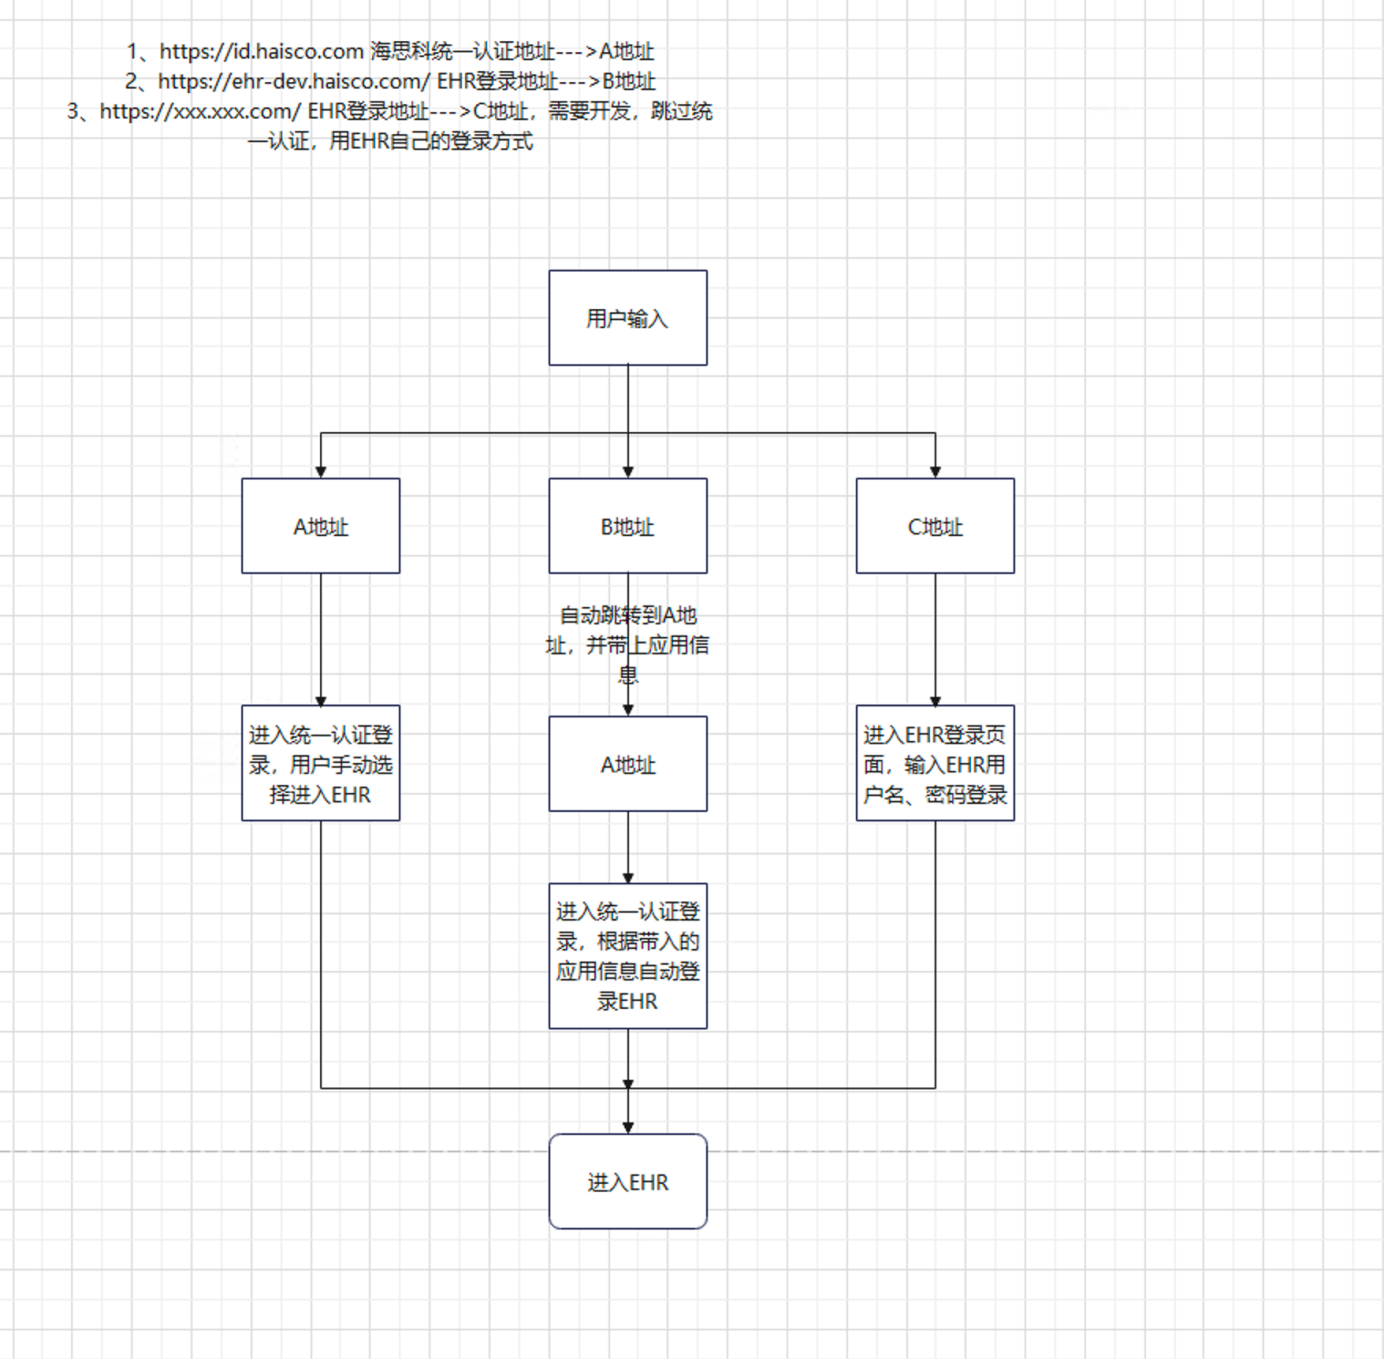 1、https://id.haisco.com 海思科统一认证地址--->A地址
2、https://ehr-dev.haisco.com/ EHR登录地址--->B地址
3、https://xxx.xxx.com/ EHR登录地址--->C地址，需要开发，跳过统
一认证，用EHR自己的登录方式
用户输入
A地址
B地址
C地址
自动跳转到A地
址，并带上应用信
息
进入统一认证登
录，用户手动选
择进入EHR
A地址
进入EHR登录页
面，输入EHR用
户名、密码登录
进入统一认证登
录，根据带入的
应用信息自动登
录EHR
进入EHR